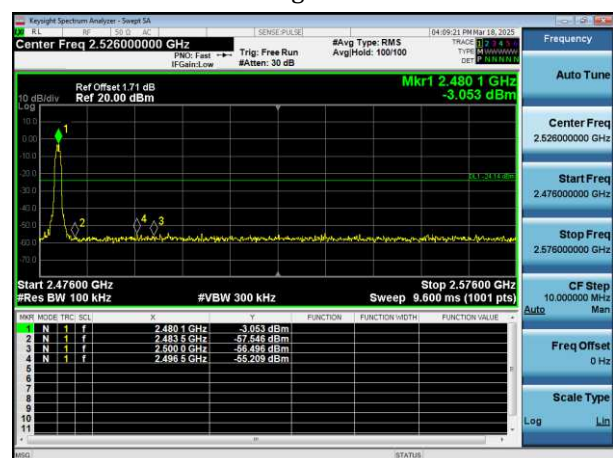 Keysight Spectrum Analyzer - Swept SA
RL RF 50 Ω AC SENSE:PULSE 04:09:21 PM Mar 18, 2025
Center Freq 2.526000000 GHz
PNO: Fast
IFGain:Low
Trig: Free Run
#Atten: 30 dB
#Avg Type: RMS
Avg|Hold: 100/100
TRACE 1 2 3 4 5 6
TYPE M W W W W W
DET P N N N N N
Ref Offset 1.71 dB
Ref 20.00 dBm
10 dB/div
Log
Mkr1 2.480 1 GHz
-3.053 dBm
10.0
0.00
-10.0
-20.0
-30.0
-40.0
-50.0
-60.0
-70.0
1
2
4
3
DL1 -24.14 dBm
Start 2.47600 GHz
Stop 2.57600 GHz
#Res BW 100 kHz
#VBW 300 kHz
Sweep 9.600 ms (1001 pts)
MKR MODE TRC SCL X Y FUNCTION FUNCTION WIDTH FUNCTION VALUE
1 N 1 f 2.480 1 GHz -3.053 dBm
2 N 1 f 2.483 5 GHz -57.546 dBm
3 N 1 f 2.500 0 GHz -56.496 dBm
4 N 1 f 2.496 5 GHz -55.209 dBm
5
6
7
8
9
10
11
MSG
STATUS
Frequency
Auto Tune
Center Freq
2.526000000 GHz
Start Freq
2.476000000 GHz
Stop Freq
2.576000000 GHz
CF Step
10.000000 MHz
Auto Man
Freq Offset
0 Hz
Scale Type
Log Lin